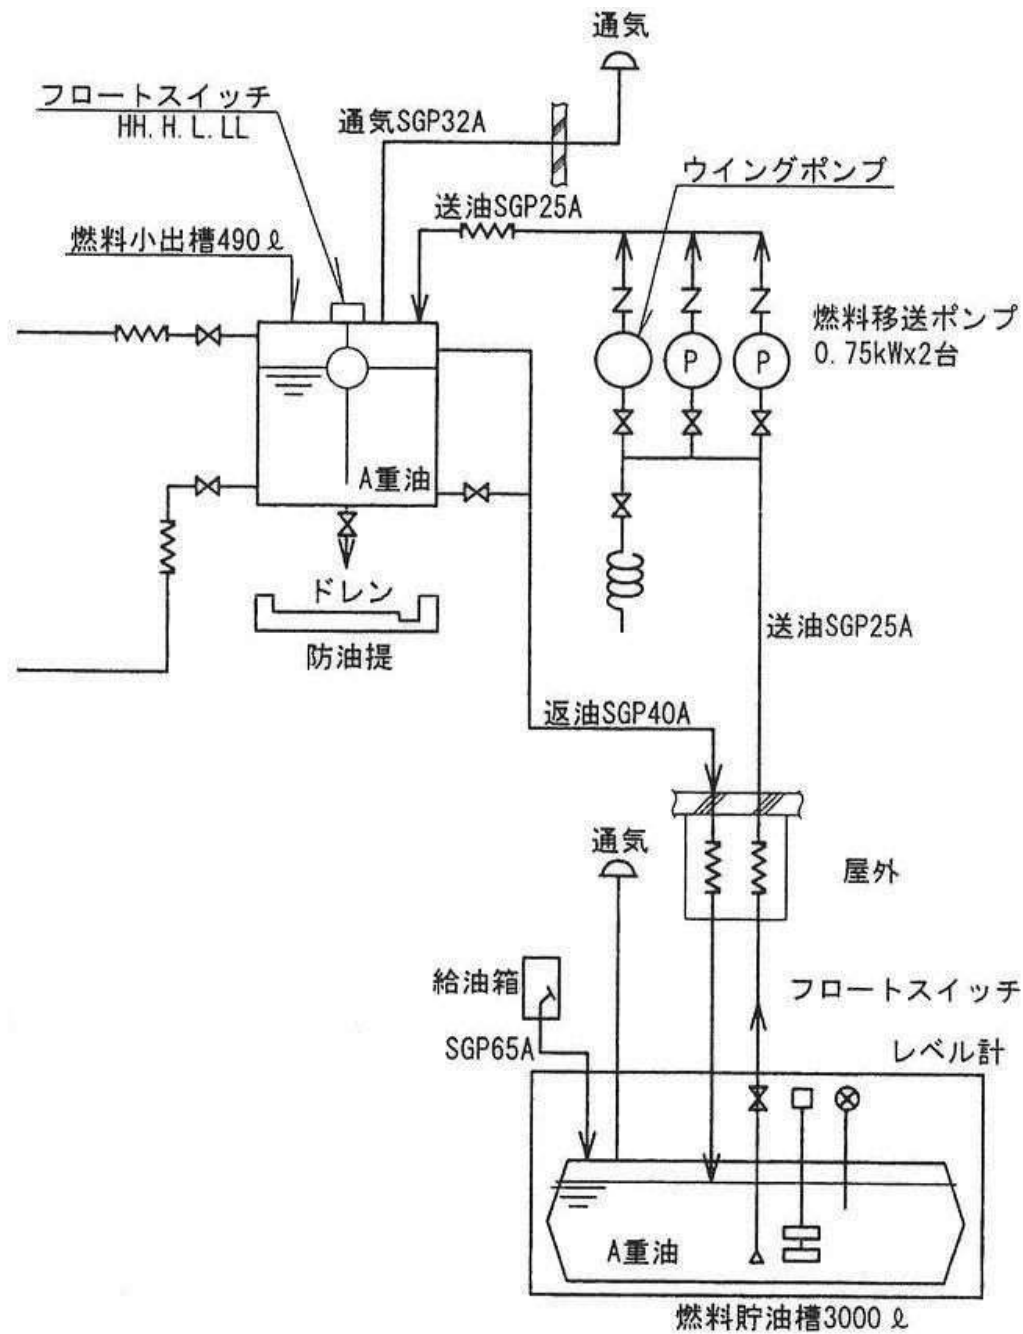 通気
フロートスイッチ
HH. H. L. LL
通気SGP32A
ウイングポンプ
送油SGP25A
燃料小出槽490ℓ
燃料移送ポンプ
0.75kWx2台
P
P
A重油
ドレン
防油提
送油SGP25A
返油SGP40A
通気
屋外
給油箱
フロートスイッチ
SGP65A
レベル計
A重油
燃料貯油槽3000ℓ